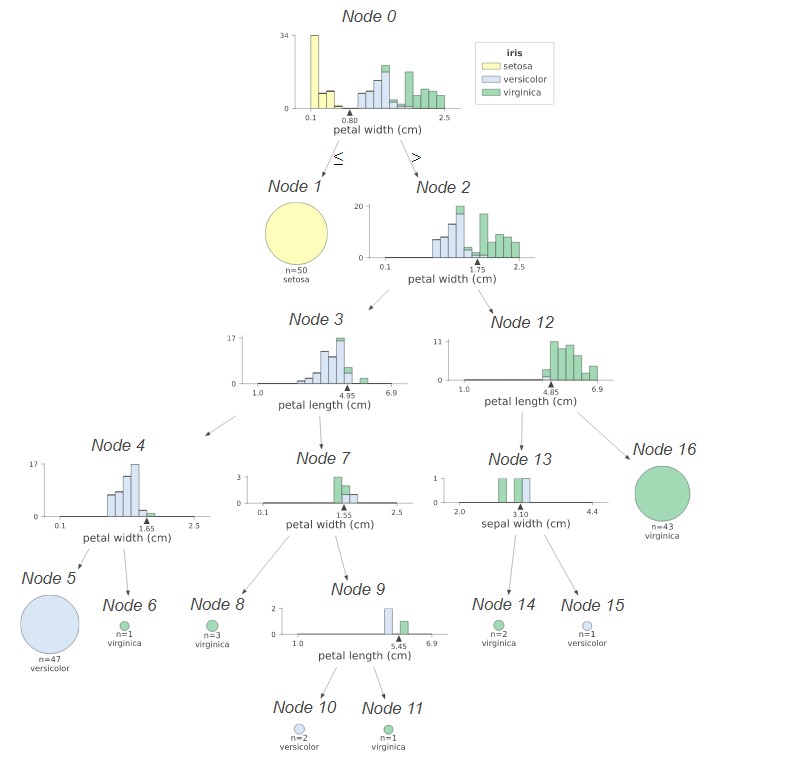 Node 0
34
0
0.1
0.80
2.5
petal width (cm)
iris
setosa
versicolor
virginica
≤
>
Node 1
n=50
setosa
Node 2
20
0
0.1
1.75
2.5
petal width (cm)
Node 3
17
0
1.0
4.95
6.9
petal length (cm)
Node 12
11
0
1.0
4.85
6.9
petal length (cm)
Node 4
17
0
0.1
1.65
2.5
petal width (cm)
Node 7
3
0
0.1
1.55
2.5
petal width (cm)
Node 13
1
0
2.0
3.10
4.4
sepal width (cm)
Node 16
n=43
virginica
Node 5
n=47
versicolor
Node 6
n=1
virginica
Node 8
n=3
virginica
Node 9
2
0
1.0
5.45
6.9
petal length (cm)
Node 14
n=2
virginica
Node 15
n=1
versicolor
Node 10
n=2
versicolor
Node 11
n=1
virginica